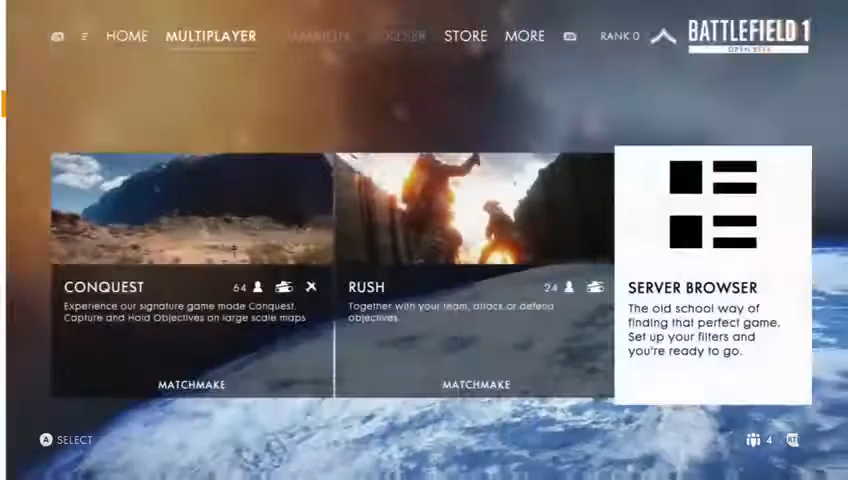 HOME MULTIPLAYER STORE MORE RANK 0 BATTLEFIELD 1
OPEN BETA
CONQUEST 64
Experience our signature game mode Conquest.
Capture and Hold Objectives on large scale maps
MATCHMAKE
RUSH 24
Together with your team, attack or defend
objectives.
MATCHMAKE
SERVER BROWSER
The old school way of
finding that perfect game.
Set up your filters and
you're ready to go.
A SELECT
4 RT